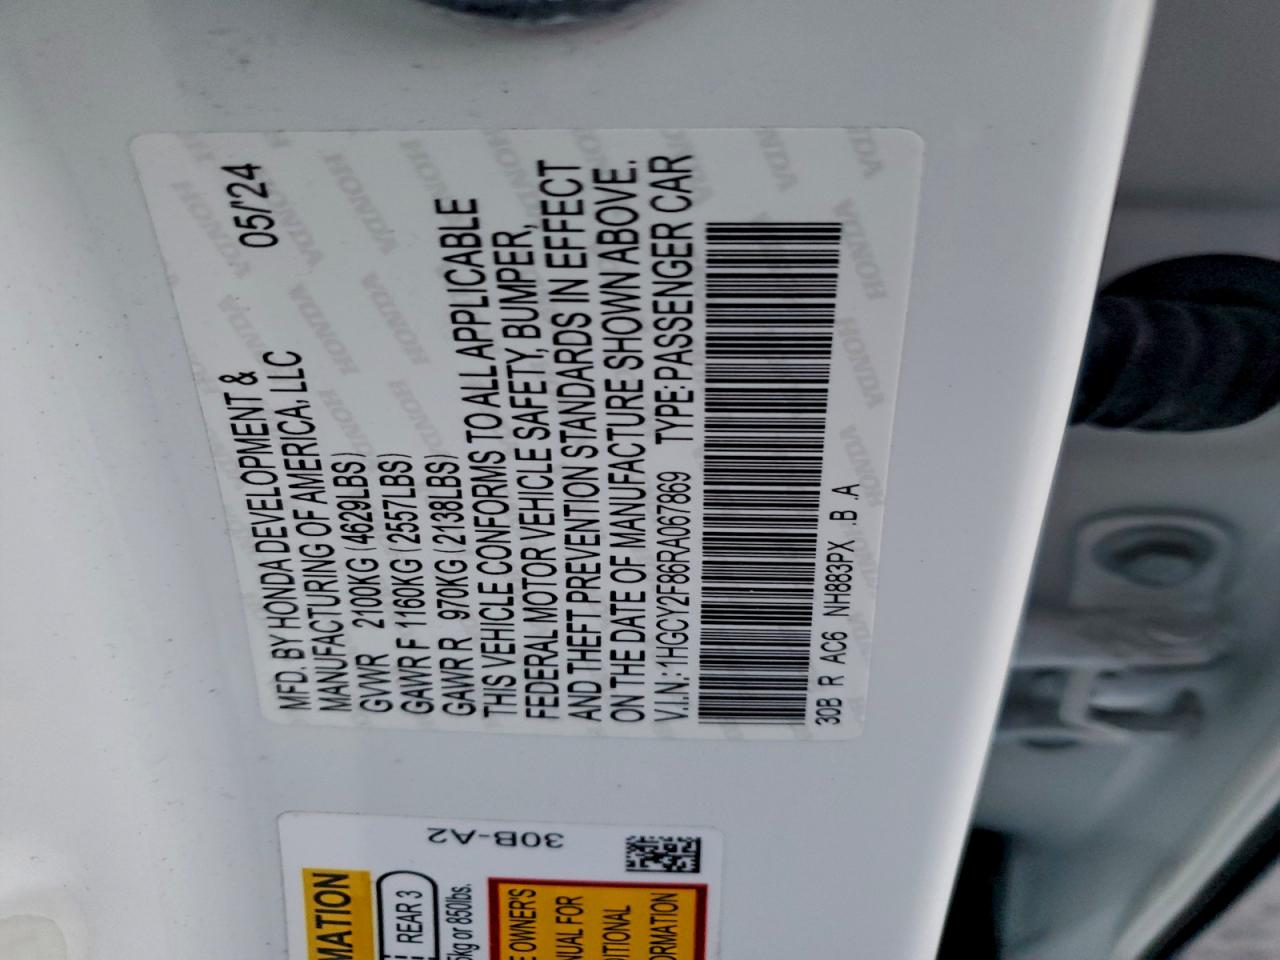 MFD. BY HONDA DEVELOPMENT & 05/'24
MANUFACTURING OF AMERICA, LLC
GVWR 2100KG (4629LBS)
GAWR F 1160KG (2557LBS)
GAWR R 970KG (2138LBS)
THIS VEHICLE CONFORMS TO ALL APPLICABLE
FEDERAL MOTOR VEHICLE SAFETY, BUMPER,
AND THEFT PREVENTION STANDARDS IN EFFECT
ON THE DATE OF MANUFACTURE SHOWN ABOVE.
V.I.N.: 1HGCY2F86RA067869 TYPE: PASSENGER CAR
30B R AC6 NH883PX .B .A
30B-A2
MATION
REAR 3
5kg or 850lbs.
E OWNER'S
NUAL FOR
DITIONAL
ORMATION